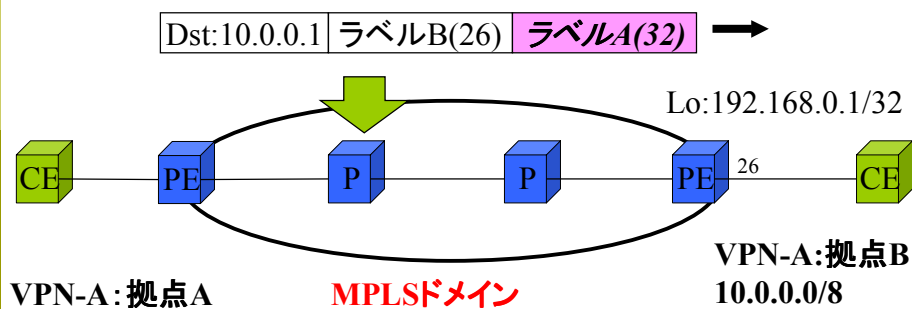 Dst:10.0.0.1 ラベルB(26) ラベルA(32)
Lo:192.168.0.1/32
CE PE P P PE 26 CE
VPN-A:拠点A
MPLSドメイン
VPN-A:拠点B
10.0.0.0/8